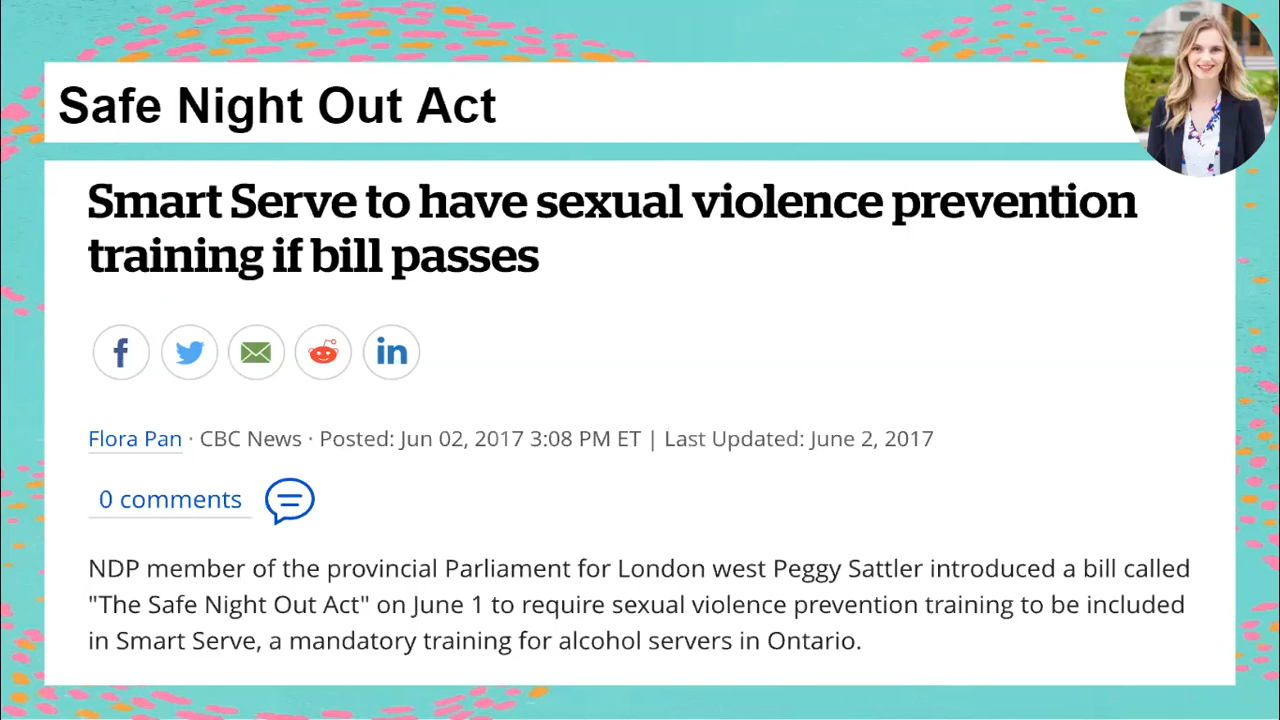 Safe Night Out Act
Smart Serve to have sexual violence prevention
training if bill passes
Flora Pan · CBC News · Posted: Jun 02, 2017 3:08 PM ET | Last Updated: June 2, 2017
0 comments
NDP member of the provincial Parliament for London west Peggy Sattler introduced a bill called
"The Safe Night Out Act" on June 1 to require sexual violence prevention training to be included
in Smart Serve, a mandatory training for alcohol servers in Ontario.